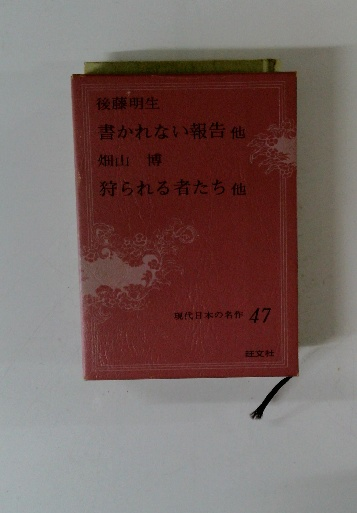 後藤明生
書かれない報告 他
畑山 博
狩られる者たち 他
現代日本の名作 47
旺文社